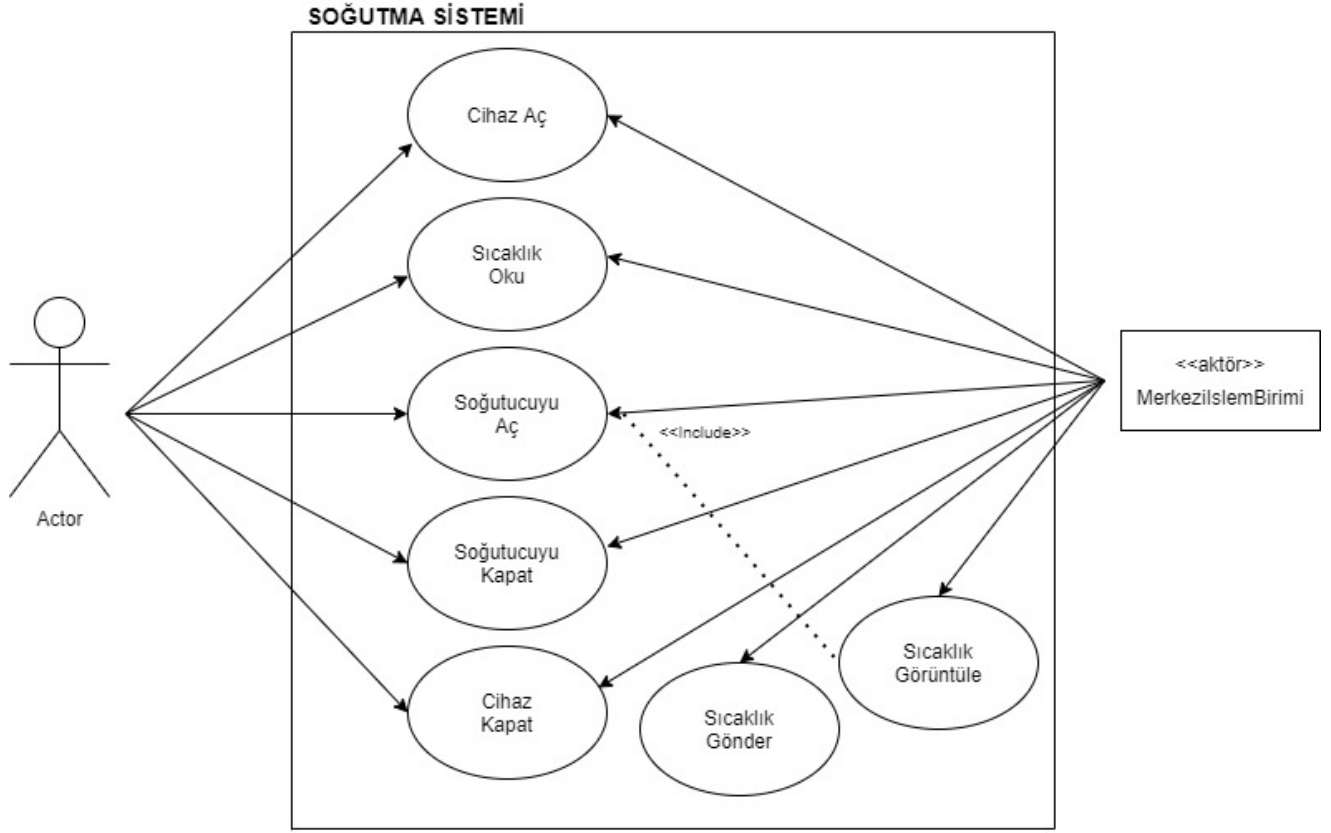 SOĞUTMA SİSTEMİ
Cihaz Aç
Sıcaklık
Oku
Soğutucuyu
Aç
<<Include>>
Soğutucuyu
Kapat
Cihaz
Kapat
Sıcaklık
Gönder
Sıcaklık
Görüntüle
Actor
<<aktör>>
MerkezilslemBirimi